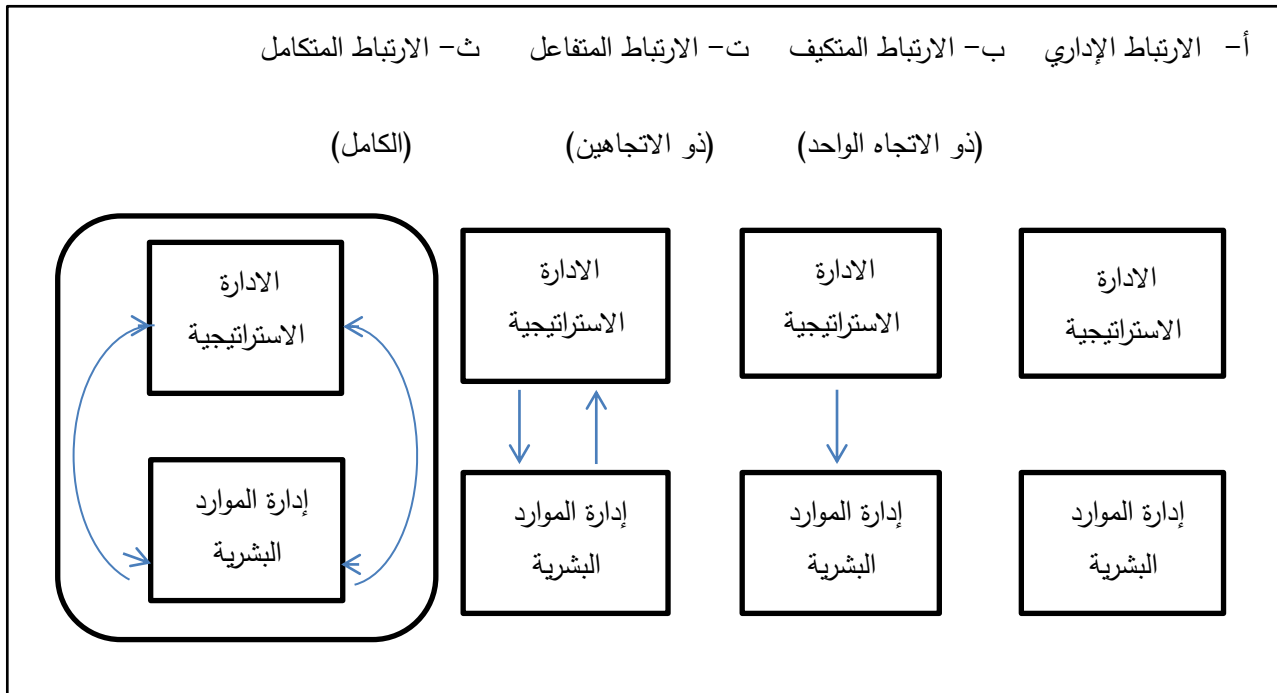 أ- الارتباط الإداري ب- الارتباط المتكيف ت- الارتباط المتفاعل ث- الارتباط المتكامل
(ذو الاتجاه الواحد) (ذو الاتجاهين) (الكامل)
الادارة
الاستراتيجية
الادارة
الاستراتيجية
الادارة
الاستراتيجية
الادارة
الاستراتيجية
إدارة الموارد
البشرية
إدارة الموارد
البشرية
إدارة الموارد
البشرية
إدارة الموارد
البشرية